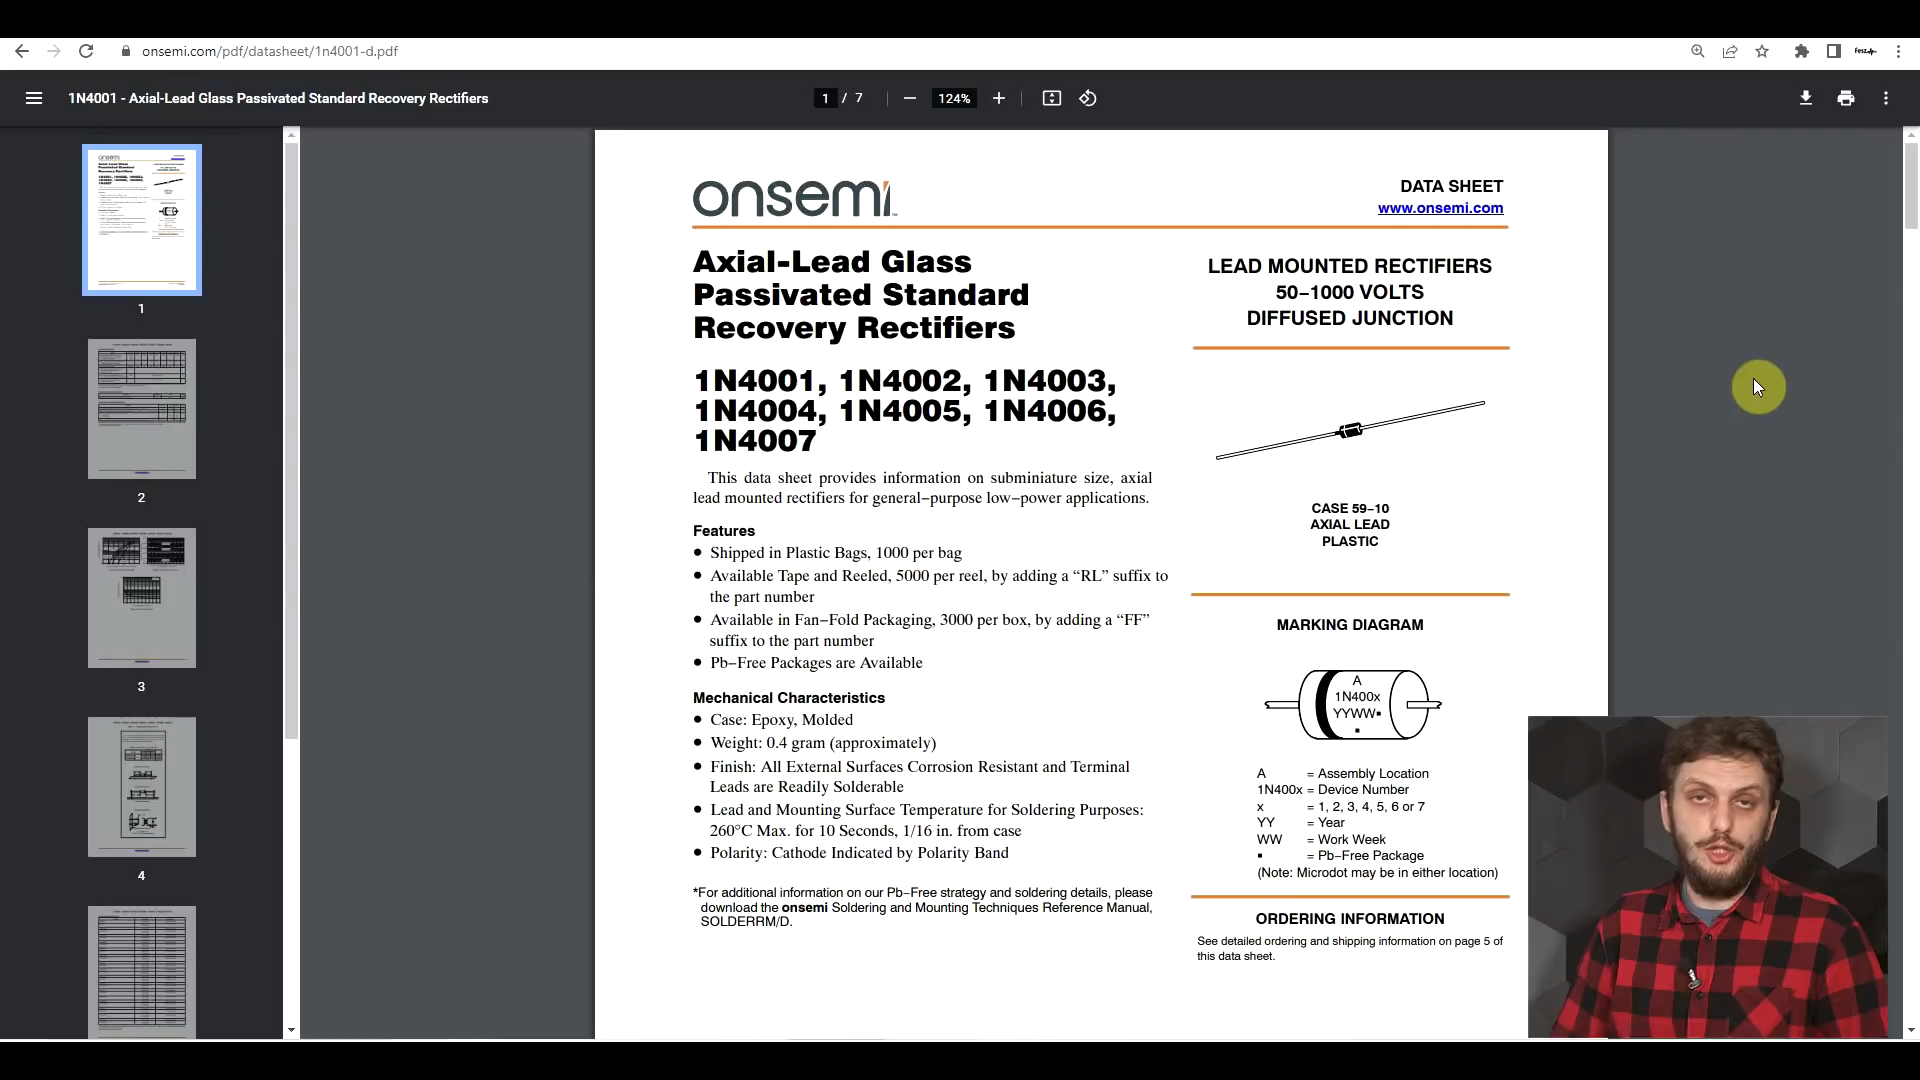 onsemi.com/pdf/datasheet/1n4001-d.pdf
1N4001 - Axial-Lead Glass Passivated Standard Recovery Rectifiers
1 / 7
124%
1
2
3
4
onsemi™
DATA SHEET
www.onsemi.com
Axial-Lead Glass
Passivated Standard
Recovery Rectifiers
1N4001, 1N4002, 1N4003,
1N4004, 1N4005, 1N4006,
1N4007
This data sheet provides information on subminiature size, axial
lead mounted rectifiers for general−purpose low−power applications.
Features
• Shipped in Plastic Bags, 1000 per bag
• Available Tape and Reeled, 5000 per reel, by adding a “RL” suffix to
the part number
• Available in Fan−Fold Packaging, 3000 per box, by adding a “FF”
suffix to the part number
• Pb−Free Packages are Available
Mechanical Characteristics
• Case: Epoxy, Molded
• Weight: 0.4 gram (approximately)
• Finish: All External Surfaces Corrosion Resistant and Terminal
Leads are Readily Solderable
• Lead and Mounting Surface Temperature for Soldering Purposes:
260°C Max. for 10 Seconds, 1/16 in. from case
• Polarity: Cathode Indicated by Polarity Band
*For additional information on our Pb−Free strategy and soldering details, please
download the onsemi Soldering and Mounting Techniques Reference Manual,
SOLDERRM/D.
LEAD MOUNTED RECTIFIERS
50−1000 VOLTS
DIFFUSED JUNCTION
CASE 59−10
AXIAL LEAD
PLASTIC
MARKING DIAGRAM
A
1N400x
YYWW▪
▪
A = Assembly Location
1N400x = Device Number
x = 1, 2, 3, 4, 5, 6 or 7
YY = Year
WW = Work Week
▪ = Pb−Free Package
(Note: Microdot may be in either location)
ORDERING INFORMATION
See detailed ordering and shipping information on page 5 of
this data sheet.